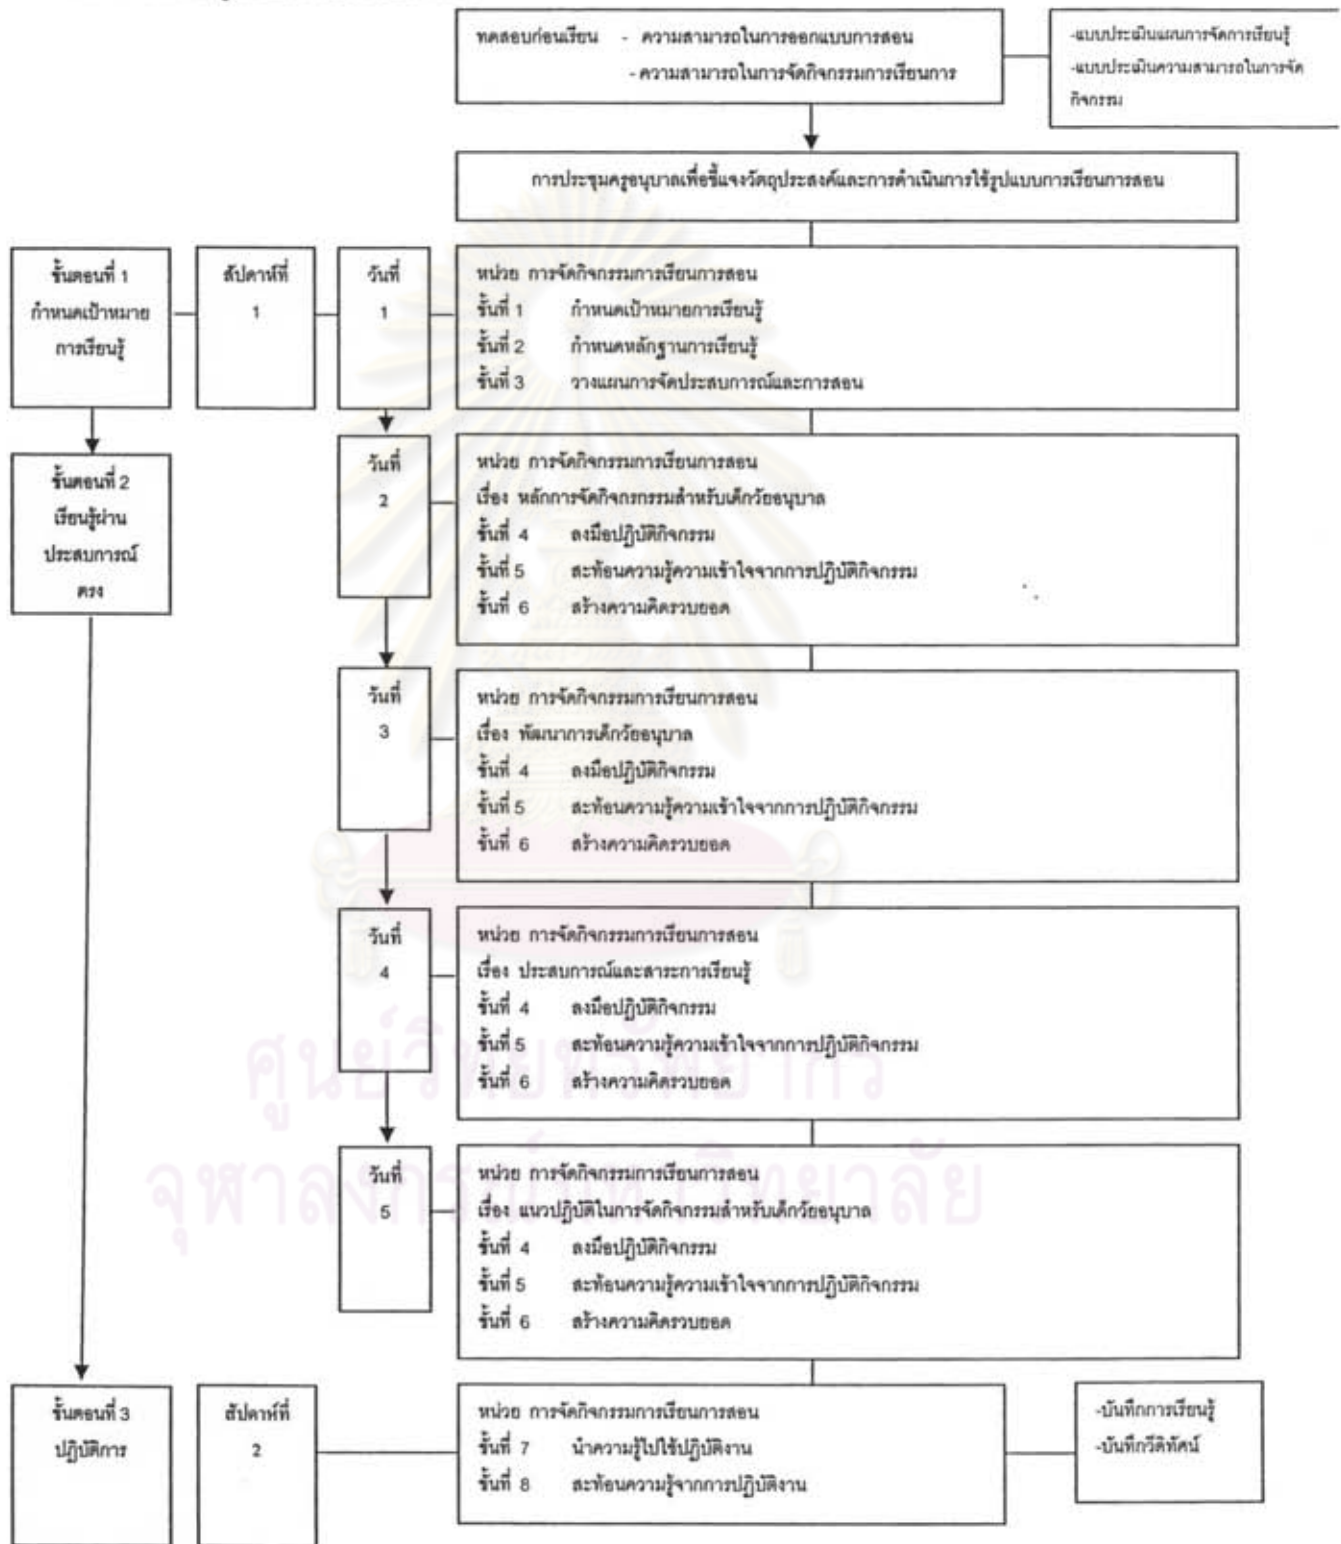 ทดสอบก่อนเรียน - ความสามารถในการออกแบบการสอน
- ความสามารถในการจัดกิจกรรมการเรียนการ
-แบบประเมินแผนการจัดการเรียนรู้
-แบบประเมินความสามารถในการจัด
กิจกรรม
การประชุมครูอนุบาลเพื่อชี้แจงวัตถุประสงค์และการดำเนินการใช้รูปแบบการเรียนการสอน
ขั้นตอนที่ 1
กำหนดเป้าหมาย
การเรียนรู้
สัปดาห์ที่
1
วันที่
1
หน่วย การจัดกิจกรรมการเรียนการสอน
ขั้นที่ 1 กำหนดเป้าหมายการเรียนรู้
ขั้นที่ 2 กำหนดหลักฐานการเรียนรู้
ขั้นที่ 3 วางแผนการจัดประสบการณ์และการสอน
ขั้นตอนที่ 2
เรียนรู้ผ่าน
ประสบการณ์
ตรง
วันที่
2
หน่วย การจัดกิจกรรมการเรียนการสอน
เรื่อง หลักการจัดกิจกรกรรมสำหรับเด็กวัยอนุบาล
ขั้นที่ 4 ลงมือปฏิบัติกิจกรรม
ขั้นที่ 5 สะท้อนความรู้ความเข้าใจจากการปฏิบัติกิจกรรม
ขั้นที่ 6 สร้างความคิดรวบยอด
วันที่
3
หน่วย การจัดกิจกรรมการเรียนการสอน
เรื่อง พัฒนาการเด็กวัยอนุบาล
ขั้นที่ 4 ลงมือปฏิบัติกิจกรรม
ขั้นที่ 5 สะท้อนความรู้ความเข้าใจจากการปฏิบัติกิจกรรม
ขั้นที่ 6 สร้างความคิดรวบยอด
วันที่
4
หน่วย การจัดกิจกรรมการเรียนการสอน
เรื่อง ประสบการณ์และสาระการเรียนรู้
ขั้นที่ 4 ลงมือปฏิบัติกิจกรรม
ขั้นที่ 5 สะท้อนความรู้ความเข้าใจจากการปฏิบัติกิจกรรม
ขั้นที่ 6 สร้างความคิดรวบยอด
ศูนย์วิทยทรัพยากร
จุฬาลงกรณ์มหาวิทยาลัย
วันที่
5
หน่วย การจัดกิจกรรมการเรียนการสอน
เรื่อง แนวปฏิบัติในการจัดกิจกรรมสำหรับเด็กวัยอนุบาล
ขั้นที่ 4 ลงมือปฏิบัติกิจกรรม
ขั้นที่ 5 สะท้อนความรู้ความเข้าใจจากการปฏิบัติกิจกรรม
ขั้นที่ 6 สร้างความคิดรวบยอด
ขั้นตอนที่ 3
ปฏิบัติการ
สัปดาห์ที่
2
หน่วย การจัดกิจกรรมการเรียนการสอน
ขั้นที่ 7 นำความรู้ไปใช้ปฏิบัติงาน
ขั้นที่ 8 สะท้อนความรู้จากการปฏิบัติงาน
-บันทึกการเรียนรู้
-บันทึกวีดิทัศน์